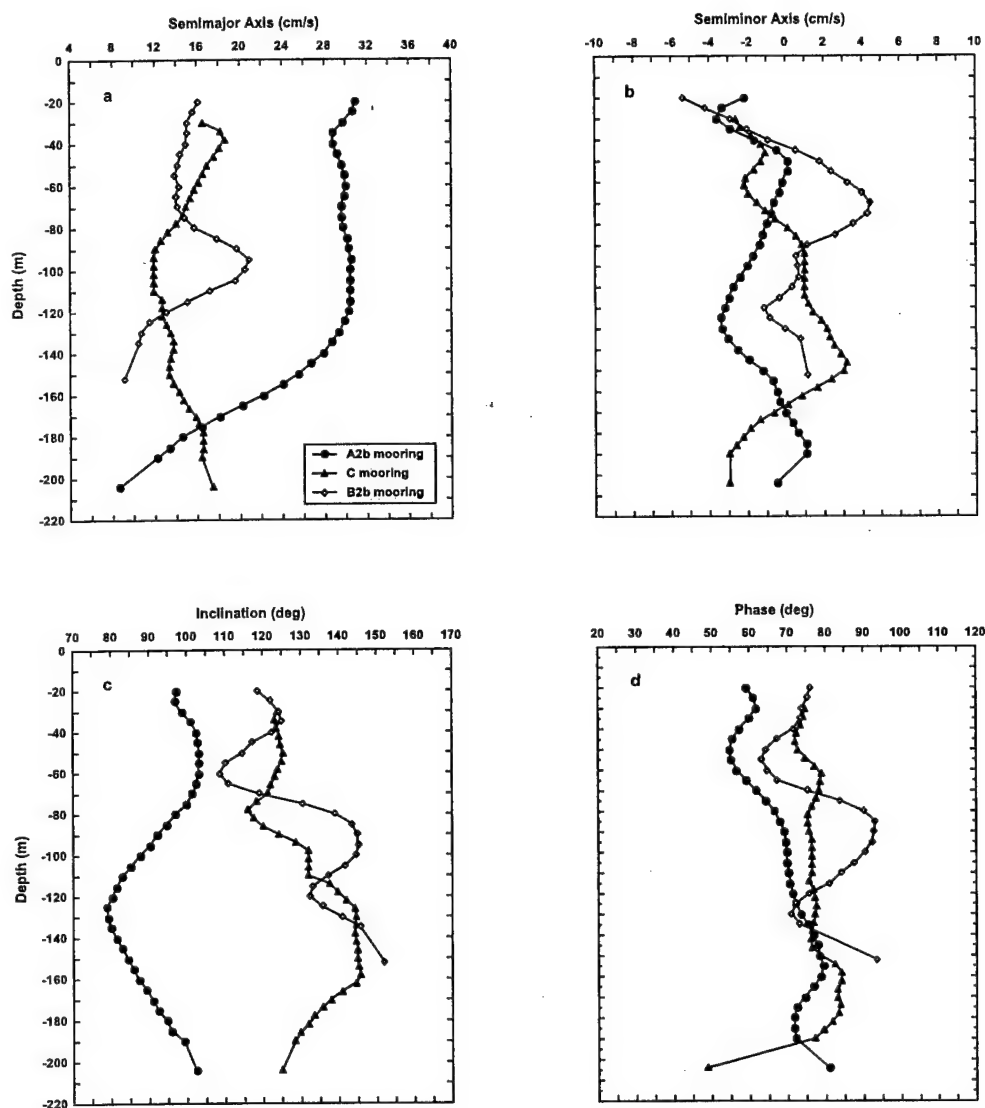 Semimajor Axis (cm/s)
4 8 12 16 20 24 28 32 36 40
0
-20
-40
-60
-80
-100
-120
-140
-160
-180
-200
-220
Depth (m)
a
A2b mooring
C mooring
B2b mooring
Semiminor Axis (cm/s)
-10 -8 -6 -4 -2 0 2 4 6 8 10
b
Inclination (deg)
70 80 90 100 110 120 130 140 150 160 170
0
-20
-40
-60
-80
-100
-120
-140
-160
-180
-200
-220
Depth (m)
c
Phase (deg)
20 30 40 50 60 70 80 90 100 110 120
d